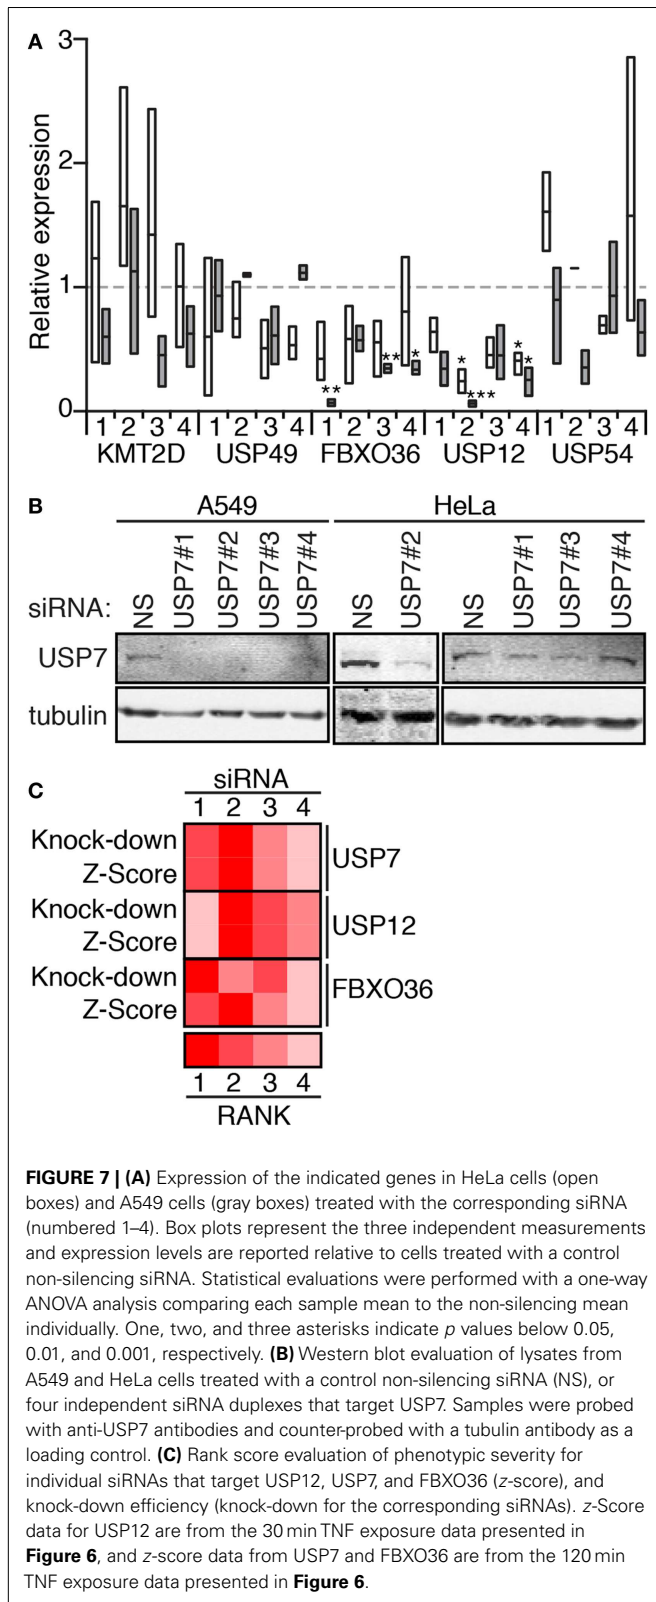 A
3
2
1
0
Relative expression
**
**
*
*
***
*
*
1 2 3 4 1 2 3 4 1 2 3 4 1 2 3 4 1 2 3 4
KMT2D USP49 FBXO36 USP12 USP54
B
A549 HeLa
siRNA: NS USP7#1 USP7#2 USP7#3 USP7#4 NS USP7#2 NS USP7#1 USP7#3 USP7#4
USP7
tubulin
C
siRNA
1 2 3 4
Knock-down
Z-Score
USP7
Knock-down
Z-Score
USP12
Knock-down
Z-Score
FBXO36
1 2 3 4
RANK
FIGURE 7 | (A) Expression of the indicated genes in HeLa cells (open
boxes) and A549 cells (gray boxes) treated with the corresponding siRNA
(numbered 1–4). Box plots represent the three independent measurements
and expression levels are reported relative to cells treated with a control
non-silencing siRNA. Statistical evaluations were performed with a one-way
ANOVA analysis comparing each sample mean to the non-silencing mean
individually. One, two, and three asterisks indicate p values below 0.05,
0.01, and 0.001, respectively. (B) Western blot evaluation of lysates from
A549 and HeLa cells treated with a control non-silencing siRNA (NS), or
four independent siRNA duplexes that target USP7. Samples were probed
with anti-USP7 antibodies and counter-probed with a tubulin antibody as a
loading control. (C) Rank score evaluation of phenotypic severity for
individual siRNAs that target USP12, USP7, and FBXO36 (z-score), and
knock-down efficiency (knock-down for the corresponding siRNAs). z-Score
data for USP12 are from the 30 min TNF exposure data presented in
Figure 6, and z-score data from USP7 and FBXO36 are from the 120 min
TNF exposure data presented in Figure 6.